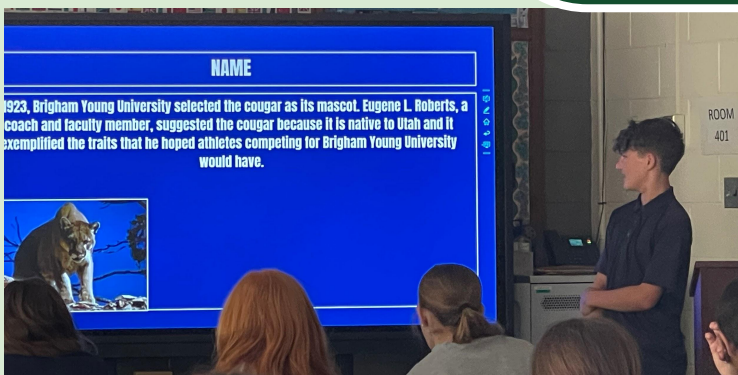 NAME
1923, Brigham Young University selected the cougar as its mascot. Eugene L. Roberts, a
coach and faculty member, suggested the cougar because it is native to Utah and it
exemplified the traits that he hoped athletes competing for Brigham Young University
would have.
ROOM
401